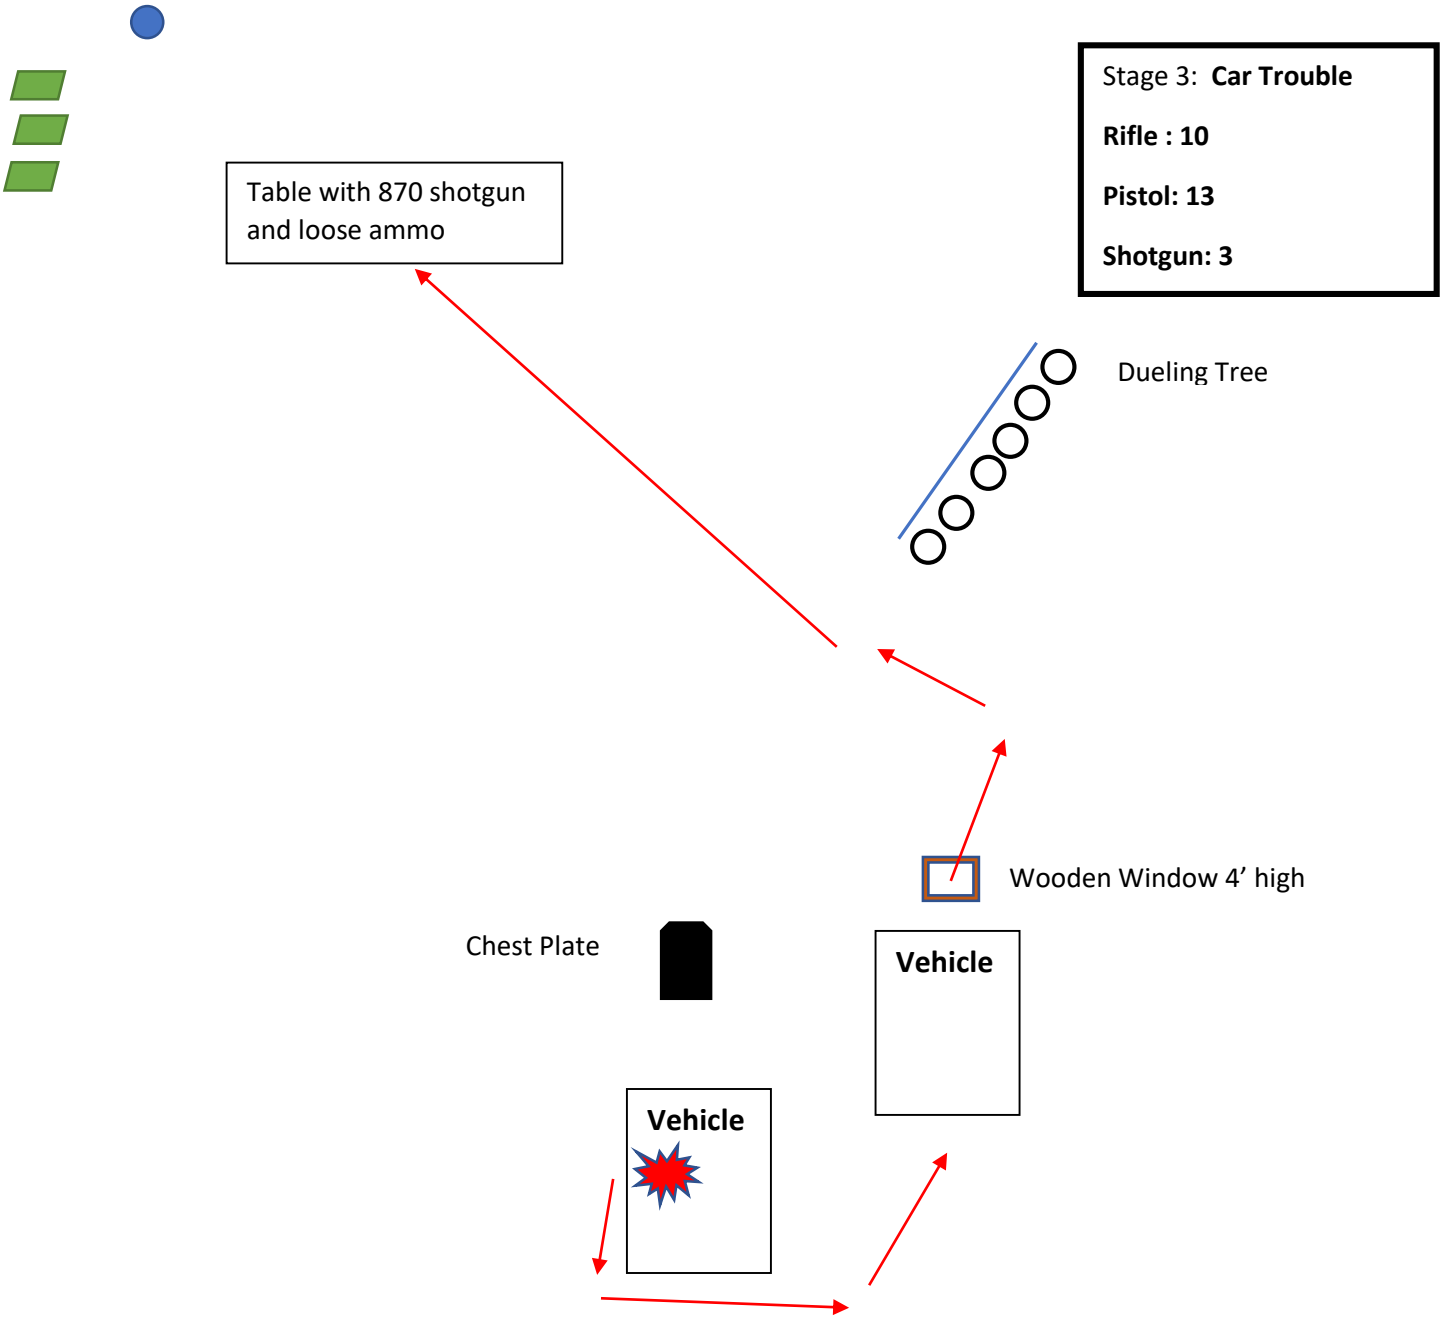 Stage 3: Car Trouble
Rifle : 10
Pistol: 13
Shotgun: 3
Table with 870 shotgun
and loose ammo
Dueling Tree
Wooden Window 4’ high
Chest Plate
Vehicle
Vehicle